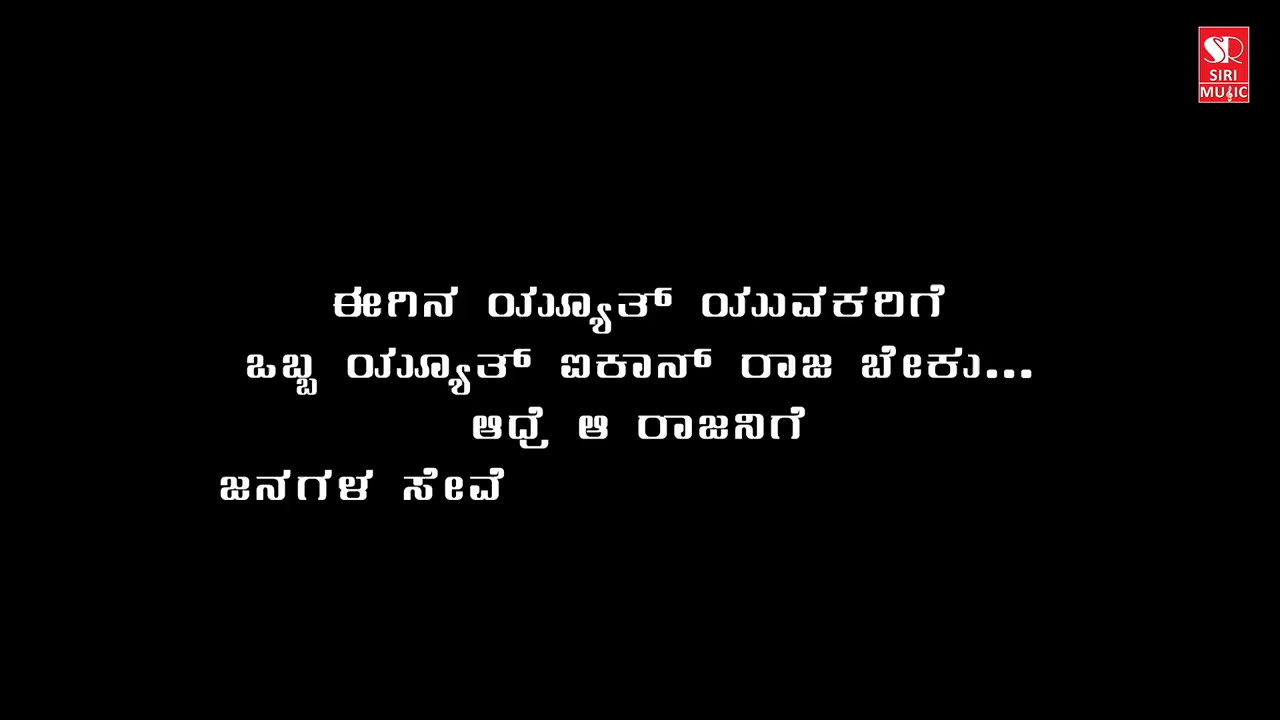 SR
SIRI
MUSIC
ಈಗಿನ ಯ್ಯೂತ್ ಯುವಕರಿಗೆ
ಒಬ್ಬ ಯ್ಯೂತ್ ಐಕಾನ್ ರಾಜ ಬೇಕು...
ಆದ್ರೆ ಆ ರಾಜನಿಗೆ
ಜನಗಳ ಸೇವೆ